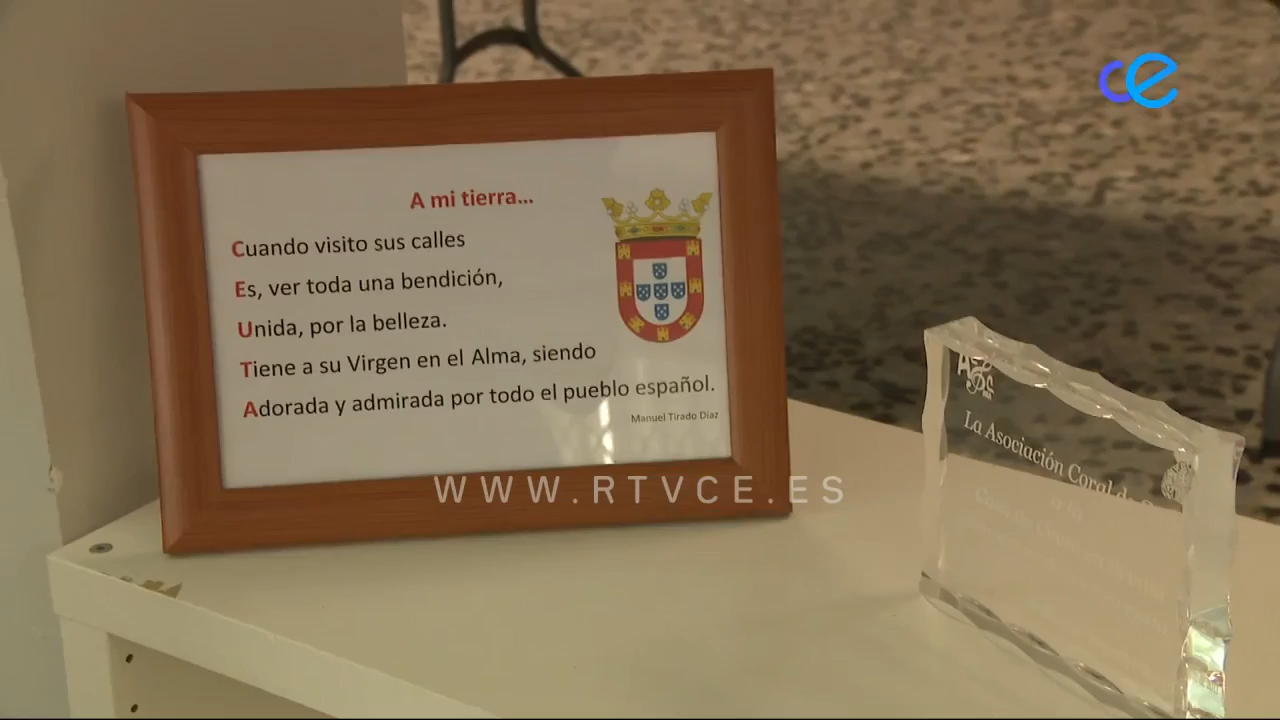 ce
A mi tierra...
Cuando visito sus calles
Es, ver toda una bendición,
Unida, por la belleza.
Tiene a su Virgen en el Alma, siendo
Adorada y admirada por todo el pueblo español.
Manuel Tirado Díaz
WWW.RTVCE.ES
La Asociación Coral de